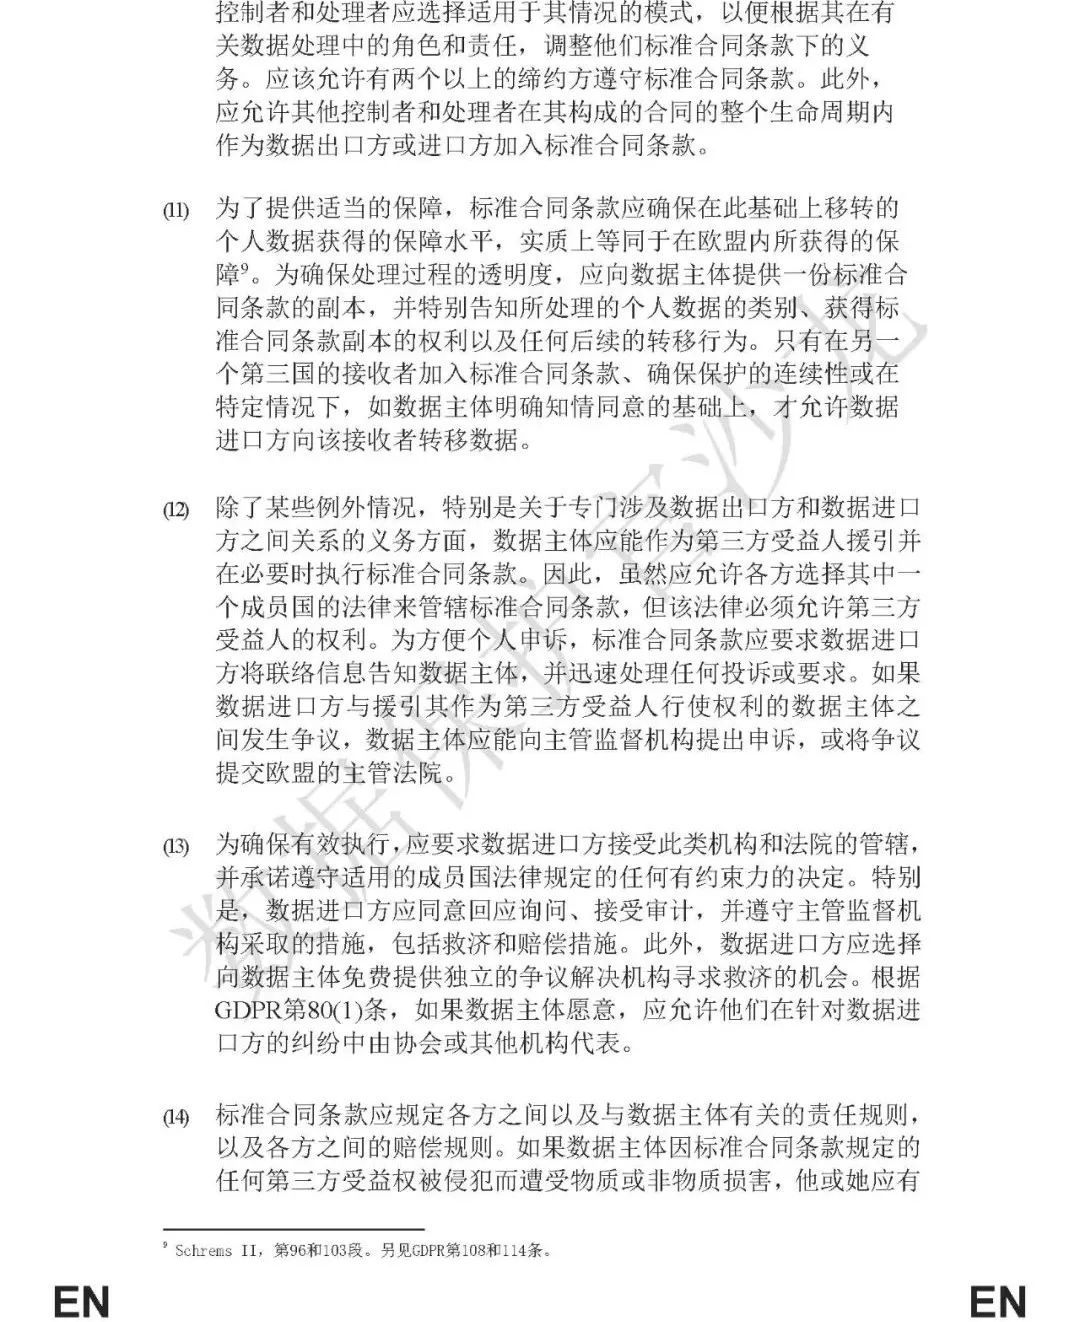 控制者和处理者应选择适用于其情况的模式，以便根据其在有
关数据处理中的角色和责任，调整他们标准合同条款下的义
务。应该允许有两个以上的缔约方遵守标准合同条款。此外，
应允许其他控制者和处理者在其构成的合同的整个生命周期内
作为数据出口方或进口方加入标准合同条款。
(11) 为了提供适当的保障，标准合同条款应确保在此基础上移转的
个人数据获得的保障水平，实质上等同于在欧盟内所获得的保
障⁹。为确保处理过程的透明度，应向数据主体提供一份标准合
同条款的副本，并特别告知所处理的个人数据的类别、获得标
准合同条款副本的权利以及任何后续的转移行为。只有在另一
个第三国的接收者加入标准合同条款、确保保护的连续性或在
特定情况下，如数据主体明确知情同意的基础上，才允许数据
进口方向该接收者转移数据。
(12) 除了某些例外情况，特别是关于专门涉及数据出口方和数据进口
方之间关系的义务方面，数据主体应能作为第三方受益人援引并
在必要时执行标准合同条款。因此，虽然应允许各方选择其中一
个成员国的法律来管辖标准合同条款，但该法律必须允许第三方
受益人的权利。为方便个人申诉，标准合同条款应要求数据进口
方将联络信息告知数据主体，并迅速处理任何投诉或要求。如果
数据进口方与援引其作为第三方受益人行使权利的数据主体之
间发生争议，数据主体应能向主管监督机构提出申诉，或将争议
提交欧盟的主管法院。
(13) 为确保有效执行，应要求数据进口方接受此类机构和法院的管辖，
并承诺遵守适用的成员国法律规定的任何有约束力的决定。特别
是，数据进口方应同意回应询问、接受审计，并遵守主管监督机
构采取的措施，包括救济和赔偿措施。此外，数据进口方应选择
向数据主体免费提供独立的争议解决机构寻求救济的机会。根据
GDPR第80(1)条，如果数据主体愿意，应允许他们在针对数据进
口方的纠纷中由协会或其他机构代表。
(14) 标准合同条款应规定各方之间以及与数据主体有关的责任规则，
以及各方之间的赔偿规则。如果数据主体因标准合同条款规定的
任何第三方受益权被侵犯而遭受物质或非物质损害，他或她应有
⁹ Schrems II，第96和103段。另见GDPR第108和114条。
EN EN
数据保护官沙龙